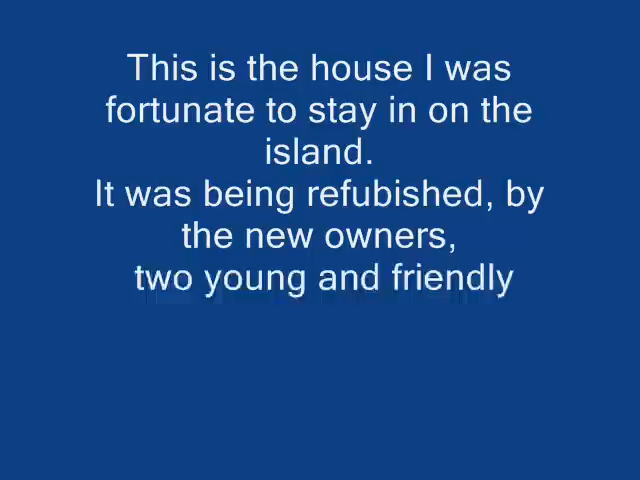 This is the house I was
fortunate to stay in on the
island.
It was being refubished, by
the new owners,
two young and friendly